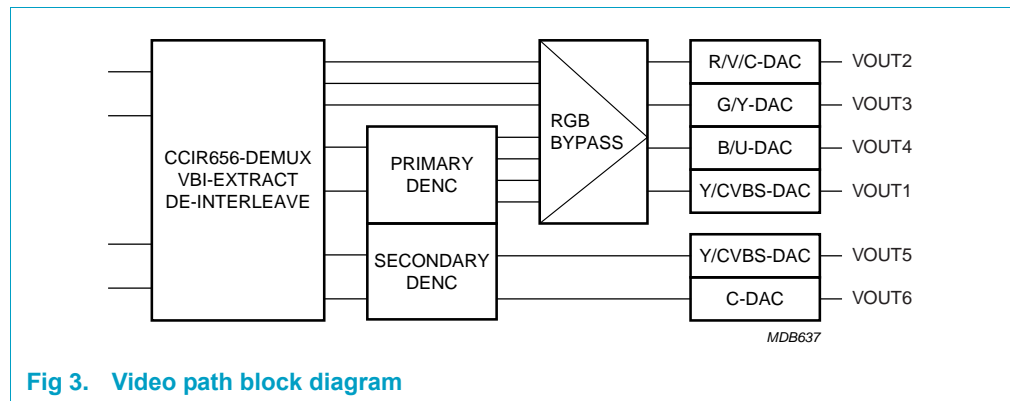 CCIR656-DEMUX
VBI-EXTRACT
DE-INTERLEAVE
PRIMARY
DENC
SECONDARY
DENC
RGB
BYPASS
R/V/C-DAC
VOUT2
G/Y-DAC
VOUT3
B/U-DAC
VOUT4
Y/CVBS-DAC
VOUT1
Y/CVBS-DAC
VOUT5
C-DAC
VOUT6
MDB637
Fig 3. Video path block diagram